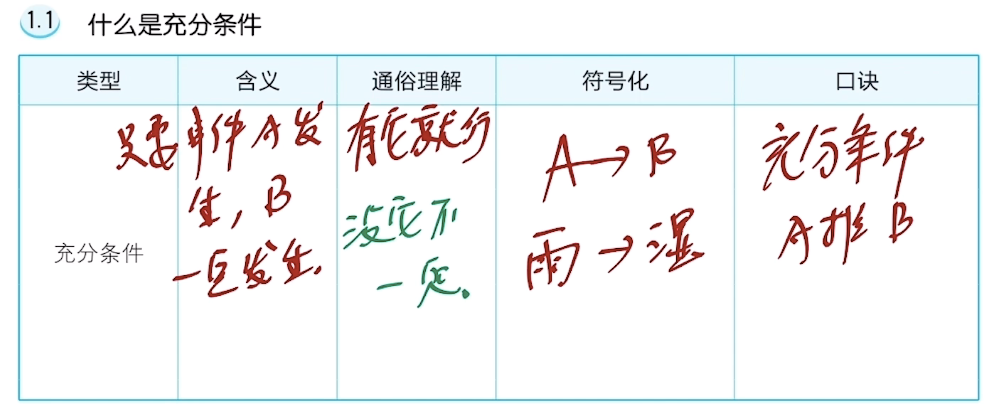 1.1 什么是充分条件
类型 含义 通俗理解 符号化 口诀
充分条件
只要事件A发
生，B
一旦发生.
有它就行
没它不
一定。
A→B
雨→湿
充分条件
A推B